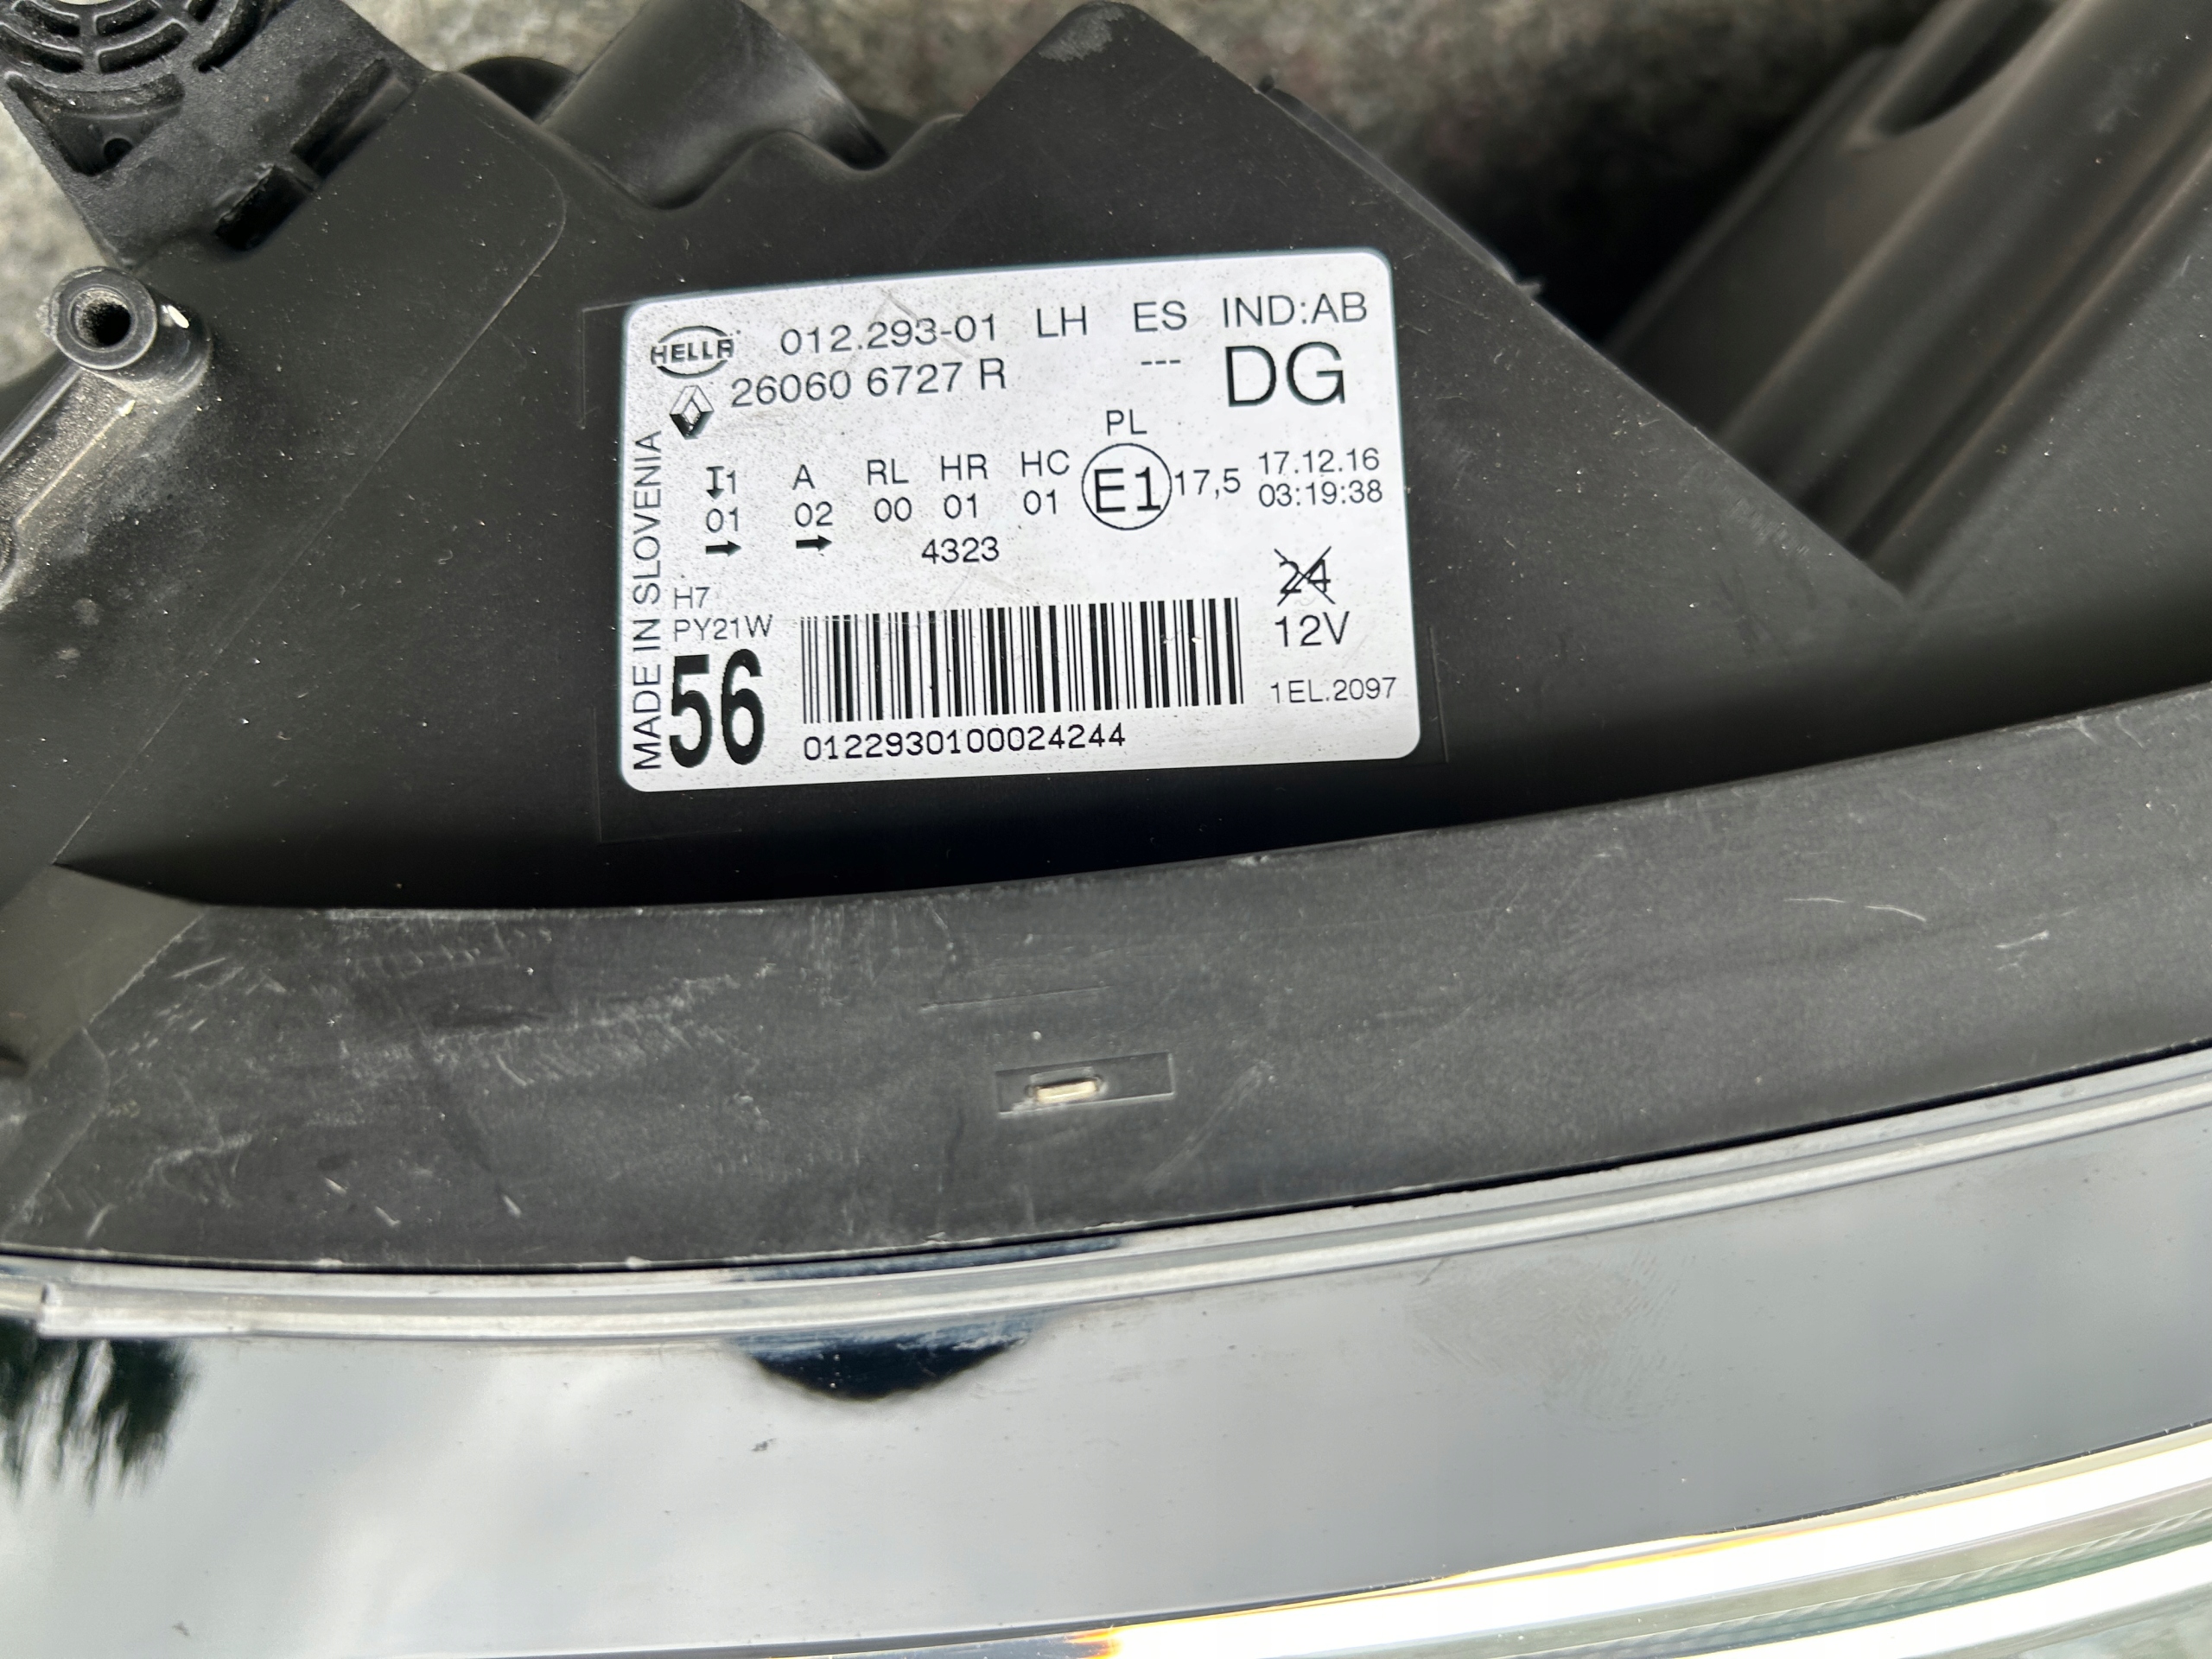 HELLA 012.293-01 LH ES IND:AB
26060 6727 R --- DG
PL
I1 A RL HR HC E1 17,5 17.12.16
01 02 00 01 01 03:19:38
→ → 4323
24
H7
PY21W 12V
56 1EL.2097
0122930100024244
MADE IN SLOVENIA